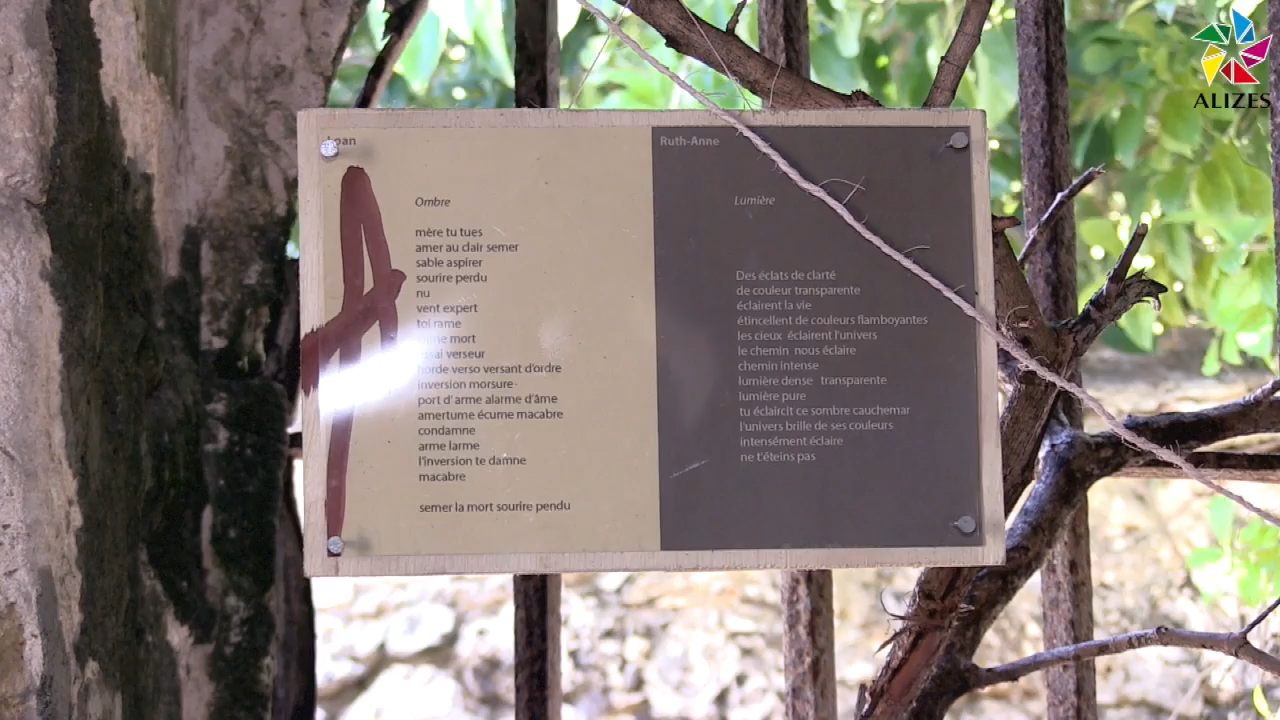 Ombre
mère tu tues
amer au clair semer
sable aspirer
sourire perdu
nu
vent expert
toi rame
mort
verseur
horde verso versant d'ordre
inversion morsure
port d'arme alarme d'âme
amertume écume macabre
condamne
arme larme
l'inversion te damne
macabre
semer la mort sourire pendu
Ruth-Anne
Lumière
Des éclats de clarté
de couleur transparente
éclairent la vie
étincellent de couleurs flamboyantes
les cieux éclairent l'univers
le chemin nous éclaire
chemin intense
lumière dense transparente
lumière pure
tu éclaircit ce sombre cauchemar
l'univers brille de ses couleurs
intensément éclaire
ne t'éteins pas
ALIZES